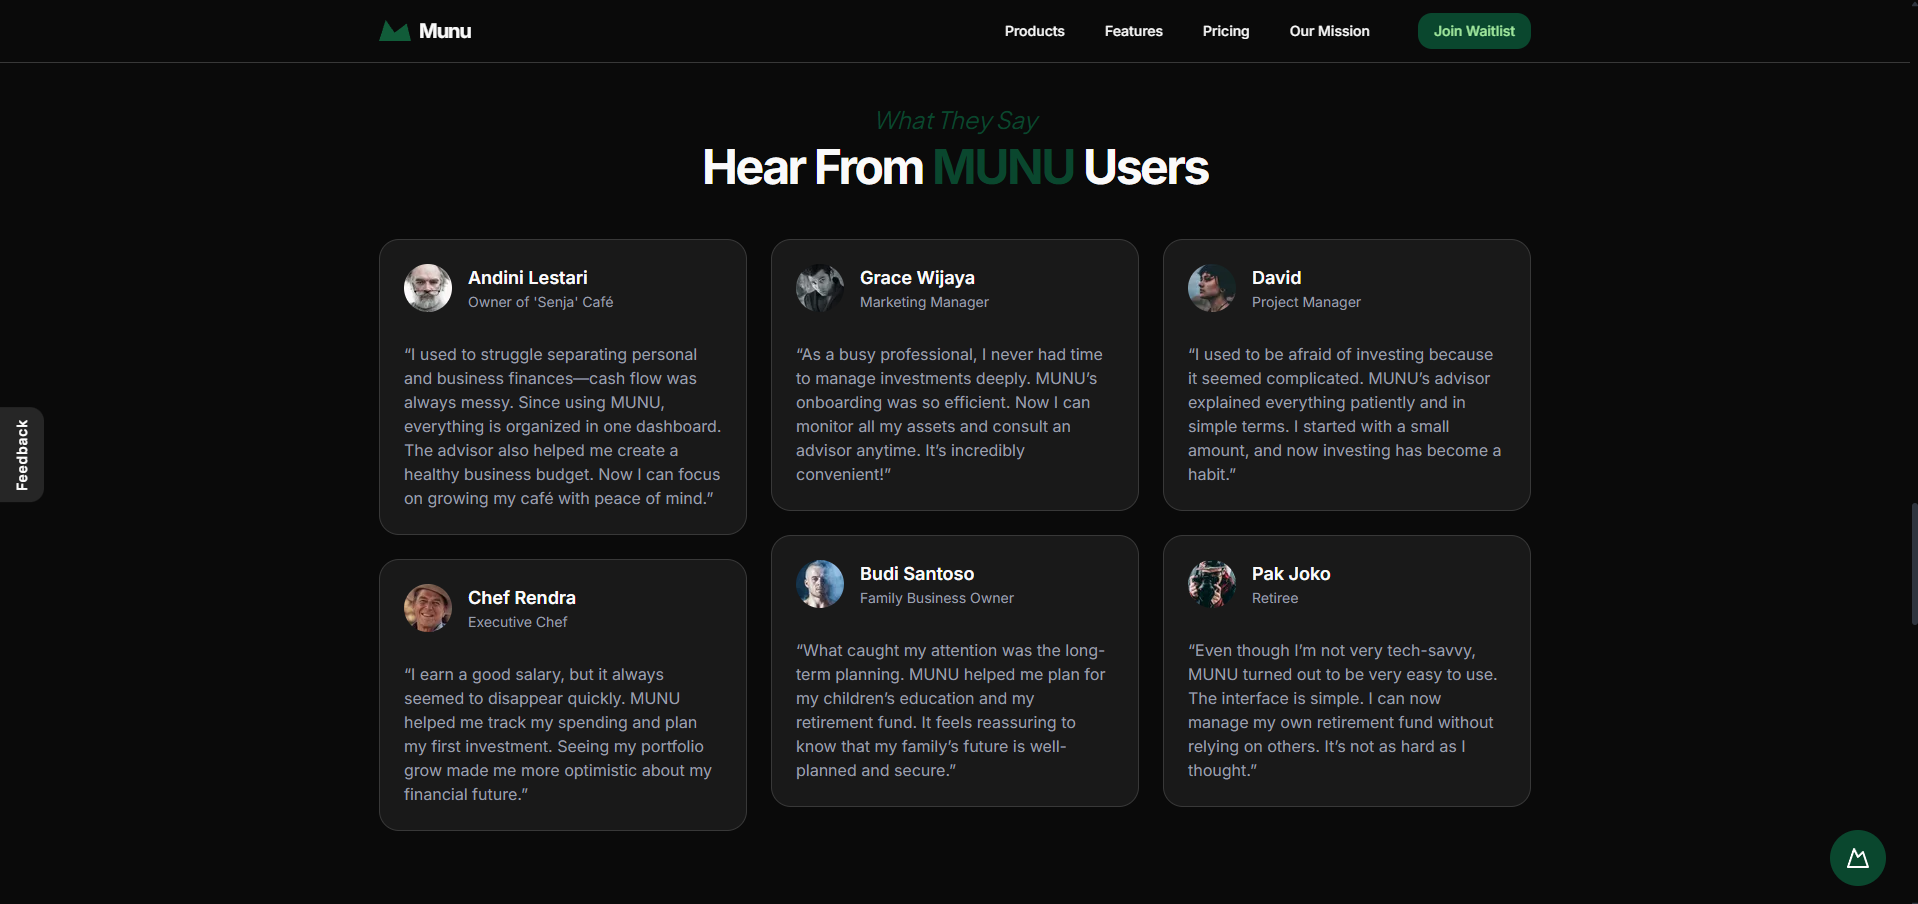 Munu
Products
Features
Pricing
Our Mission
Join Waitlist
What They Say
Hear From MUNU Users
Andini Lestari
Owner of 'Senja' Café
“I used to struggle separating personal
and business finances—cash flow was
always messy. Since using MUNU,
everything is organized in one dashboard.
The advisor also helped me create a
healthy business budget. Now I can focus
on growing my café with peace of mind.”
Chef Rendra
Executive Chef
“I earn a good salary, but it always
seemed to disappear quickly. MUNU
helped me track my spending and plan
my first investment. Seeing my portfolio
grow made me more optimistic about my
financial future.”
Grace Wijaya
Marketing Manager
“As a busy professional, I never had time
to manage investments deeply. MUNU’s
onboarding was so efficient. Now I can
monitor all my assets and consult an
advisor anytime. It’s incredibly
convenient!”
Budi Santoso
Family Business Owner
“What caught my attention was the long-
term planning. MUNU helped me plan for
my children’s education and my
retirement fund. It feels reassuring to
know that my family’s future is well-
planned and secure.”
David
Project Manager
“I used to be afraid of investing because
it seemed complicated. MUNU’s advisor
explained everything patiently and in
simple terms. I started with a small
amount, and now investing has become a
habit.”
Pak Joko
Retiree
“Even though I’m not very tech-savvy,
MUNU turned out to be very easy to use.
The interface is simple. I can now
manage my own retirement fund without
relying on others. It’s not as hard as I
thought.”
Feedback